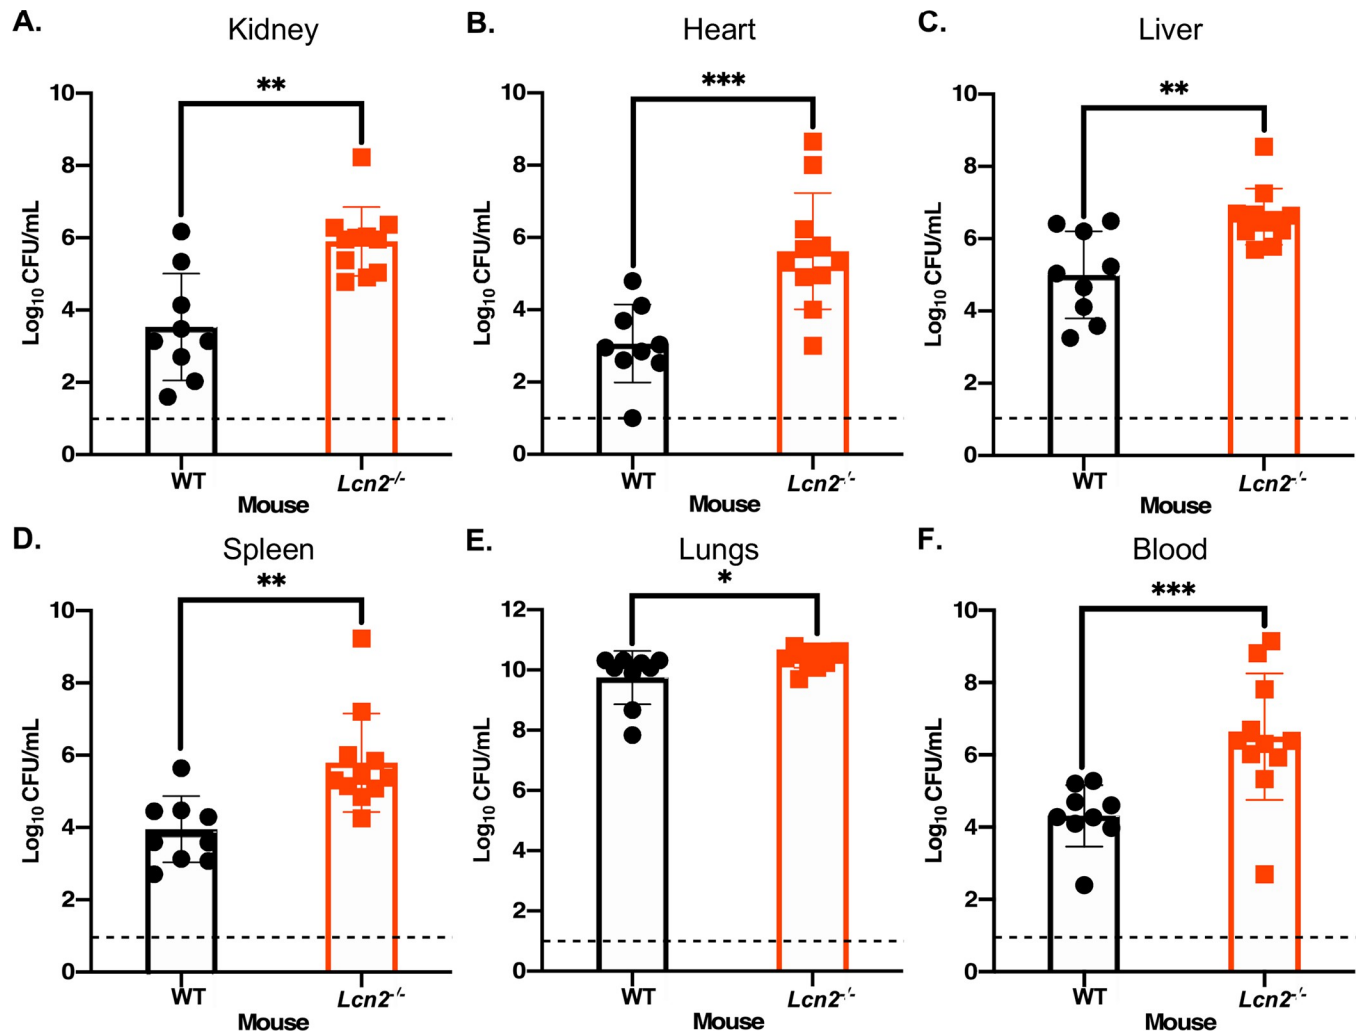 A.
Kidney
**
10
8
6
4
2
0
Log10 CFU/mL
WT
Lcn2-/-
Mouse
B.
Heart
***
10
8
6
4
2
0
Log10 CFU/mL
WT
Lcn2-/-
Mouse
C.
Liver
**
10
8
6
4
2
0
Log10 CFU/mL
WT
Lcn2-/-
Mouse
D.
Spleen
**
10
8
6
4
2
0
Log10 CFU/mL
WT
Lcn2-/-
Mouse
E.
Lungs
*
12
10
8
6
4
2
0
Log10 CFU/mL
WT
Lcn2-/-
Mouse
F.
Blood
***
10
8
6
4
2
0
Log10 CFU/mL
WT
Lcn2-/-
Mouse